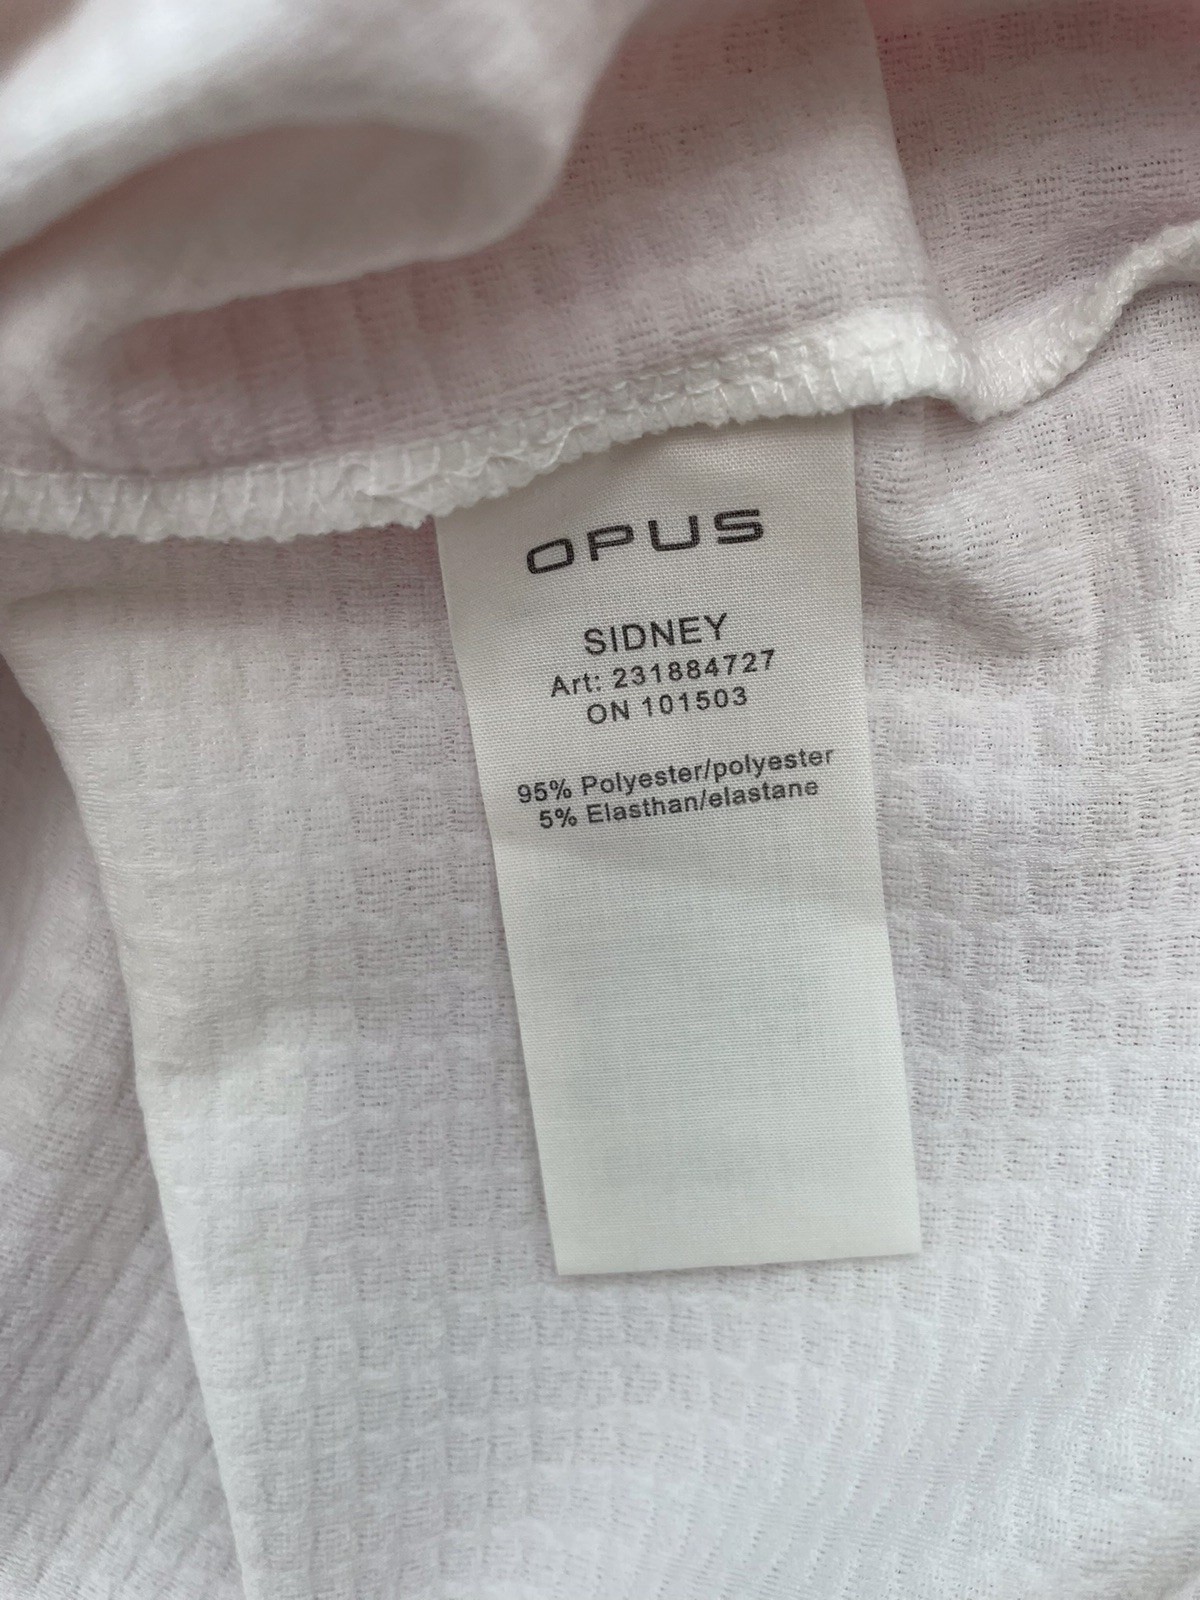 OPUS
SIDNEY
Art: 231884727
ON 101503
95% Polyester/polyester
5% Elasthan/elastane